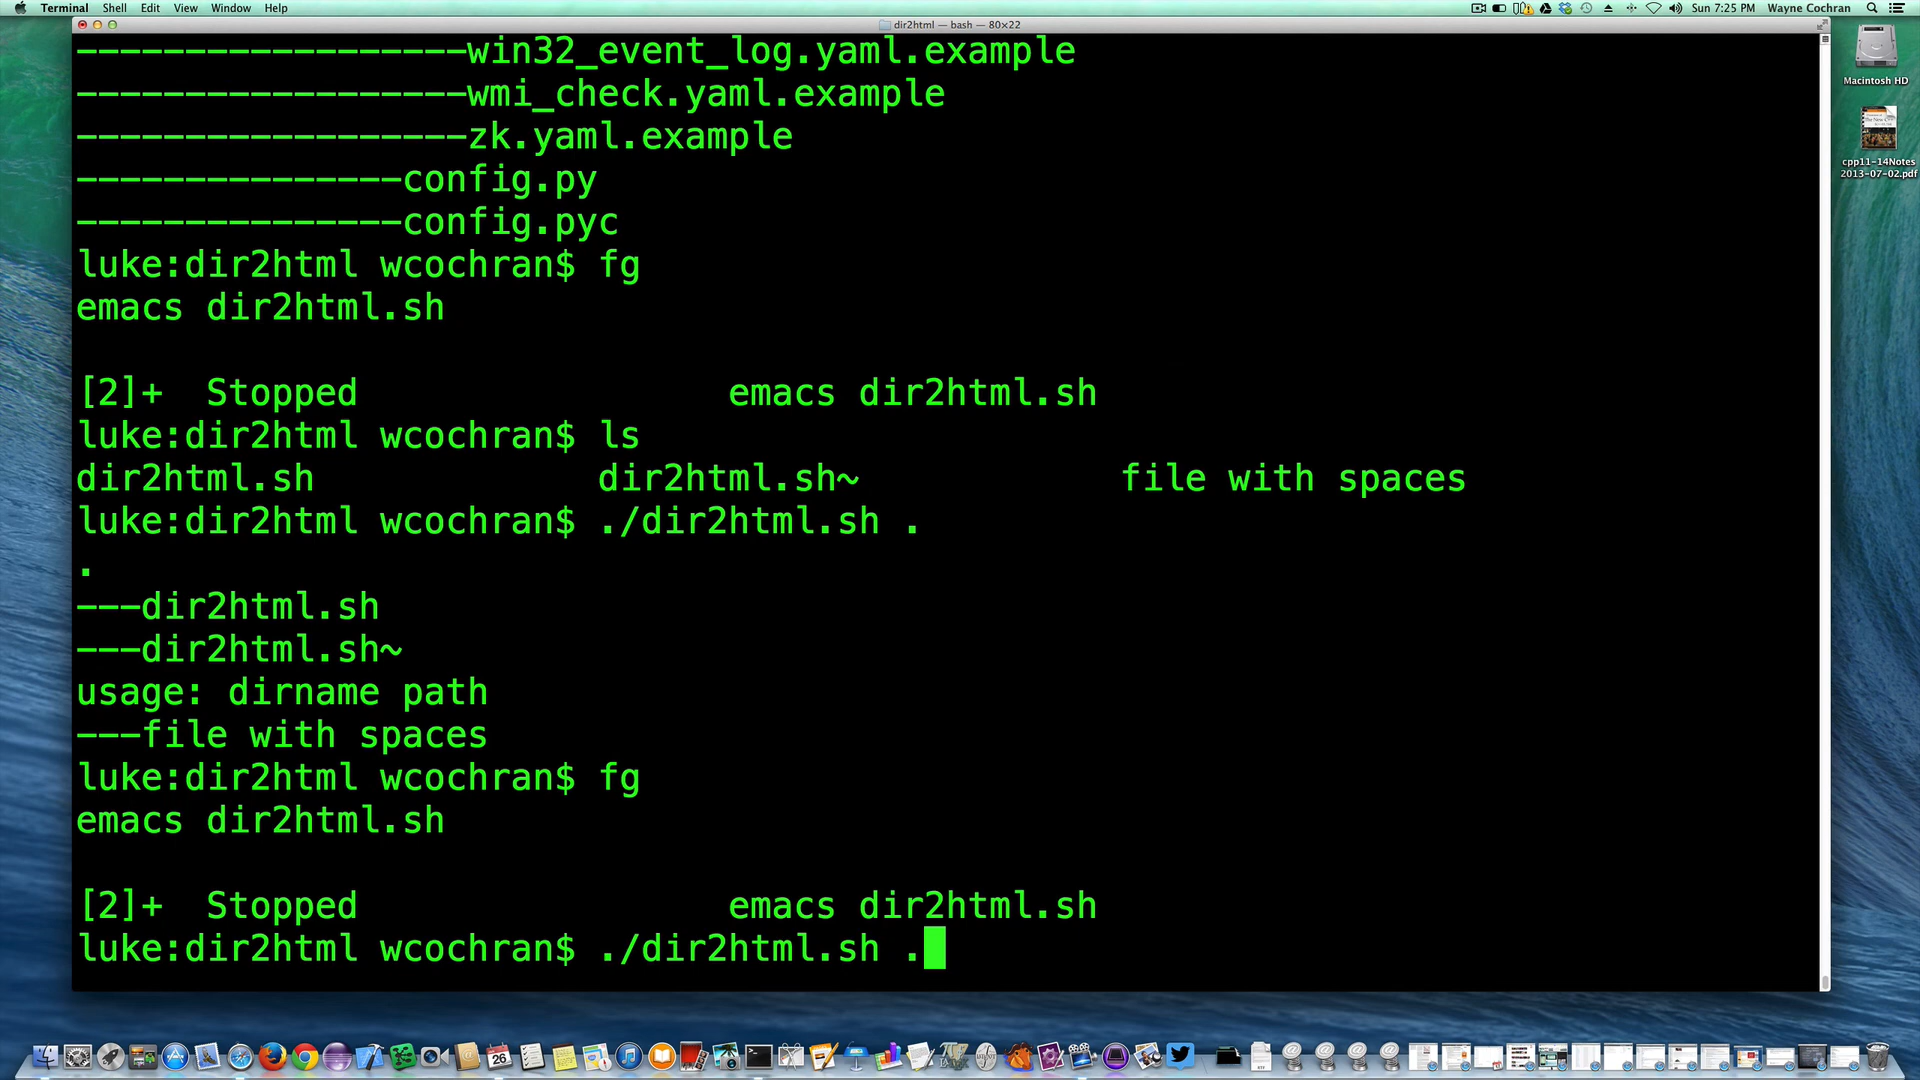 Terminal Shell Edit View Window Help Sun 7:25 PM Wayne Cochran
dir2html — bash — 80×22
------------------win32_event_log.yaml.example
------------------wmi_check.yaml.example
------------------zk.yaml.example
---------------config.py
---------------config.pyc
luke:dir2html wcochran$ fg
emacs dir2html.sh
[2]+  Stopped                 emacs dir2html.sh
luke:dir2html wcochran$ ls
dir2html.sh             dir2html.sh~            file with spaces
luke:dir2html wcochran$ ./dir2html.sh .
.
---dir2html.sh
---dir2html.sh~
usage: dirname path
---file with spaces
luke:dir2html wcochran$ fg
emacs dir2html.sh
[2]+  Stopped                 emacs dir2html.sh
luke:dir2html wcochran$ ./dir2html.sh .
Macintosh HD
The New C++
cpp11-14Notes
2013-07-02.pdf
26